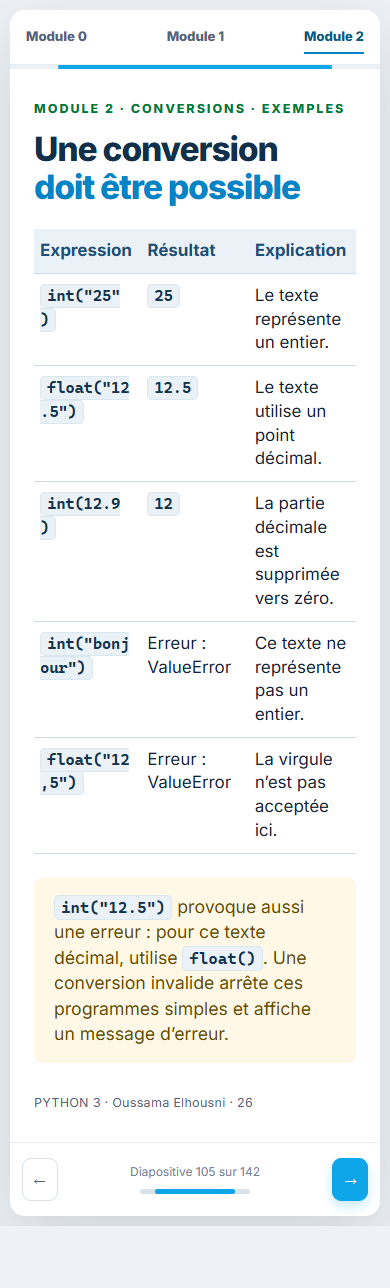 Module 0 Module 1 Module 2
MODULE 2 · CONVERSIONS · EXEMPLES
Une conversion
doit être possible
Expression Résultat Explication
int("25" 25 Le texte
) représente
un entier.
float("12 12.5 Le texte
.5") utilise un
point
décimal.
int(12.9 12 La partie
) décimale
est
supprimée
vers zéro.
int("bonj Erreur : Ce texte ne
our") ValueError représente
pas un
entier.
float("12 Erreur : La virgule
,5") ValueError n’est pas
acceptée
ici.
int("12.5") provoque aussi
une erreur : pour ce texte
décimal, utilise float(). Une
conversion invalide arrête ces
programmes simples et affiche
un message d’erreur.
PYTHON 3 · Oussama Elhousni · 26
← Diapositive 105 sur 142 →